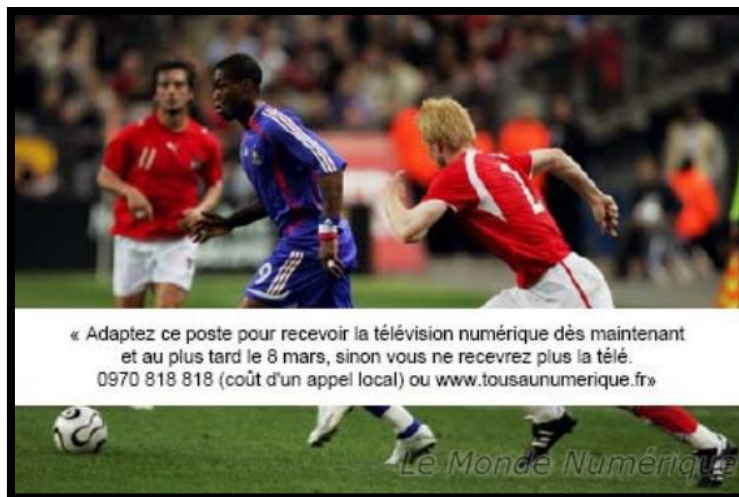 11
9
« Adaptez ce poste pour recevoir la télévision numérique dès maintenant
et au plus tard le 8 mars, sinon vous ne recevrez plus la télé.
0970 818 818 (coût d'un appel local) ou www.tousaunumerique.fr»
Le Monde Numérique